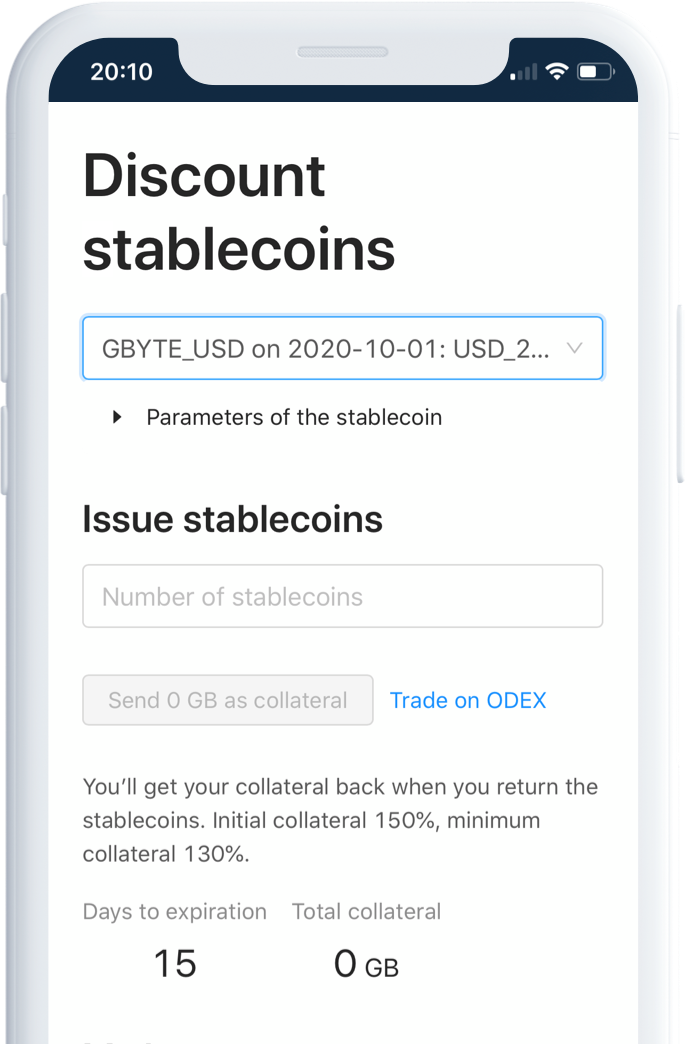 20:10
Discount
stablecoins
GBYTE_USD on 2020-10-01: USD_2...
Parameters of the stablecoin
Issue stablecoins
Number of stablecoins
Send 0 GB as collateral Trade on ODEX
You’ll get your collateral back when you return the
stablecoins. Initial collateral 150%, minimum
collateral 130%.
Days to expiration Total collateral
15 0 GB